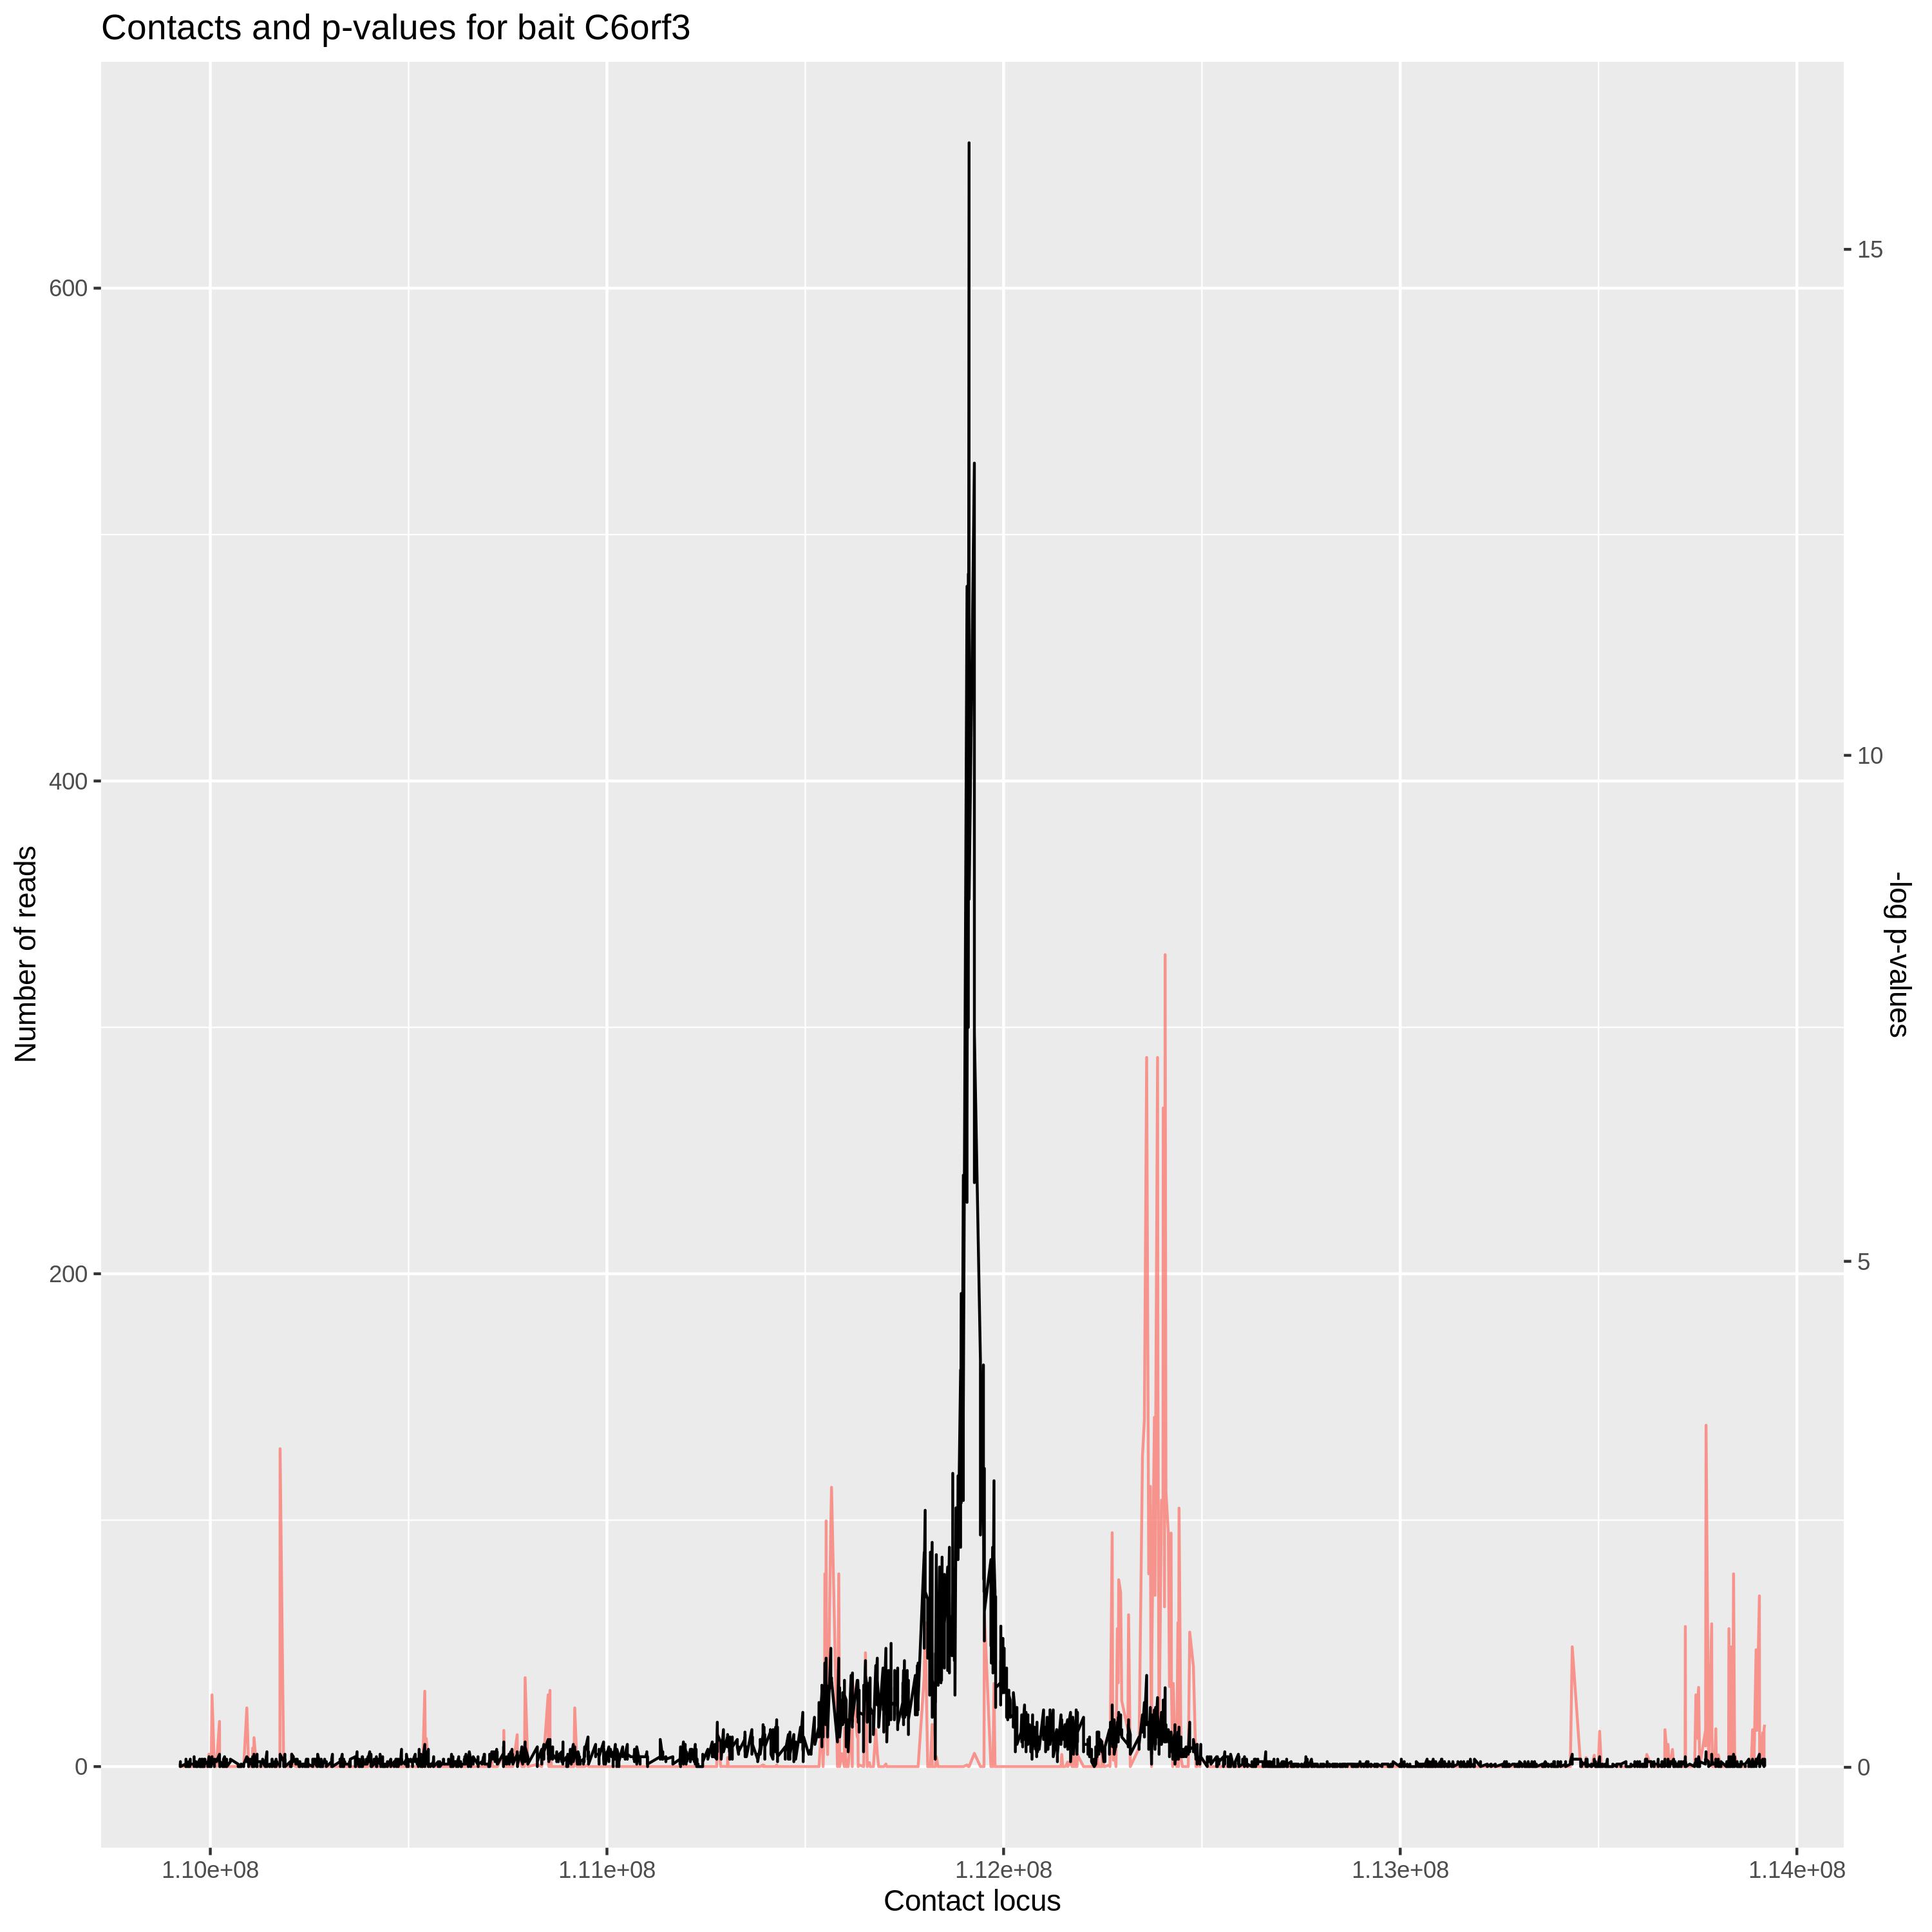 Contacts and p-values for bait C6orf3
Number of reads
600
400
200
0
15
10
5
0
-log p-values
1.10e+08
1.11e+08
1.12e+08
1.13e+08
1.14e+08
Contact locus